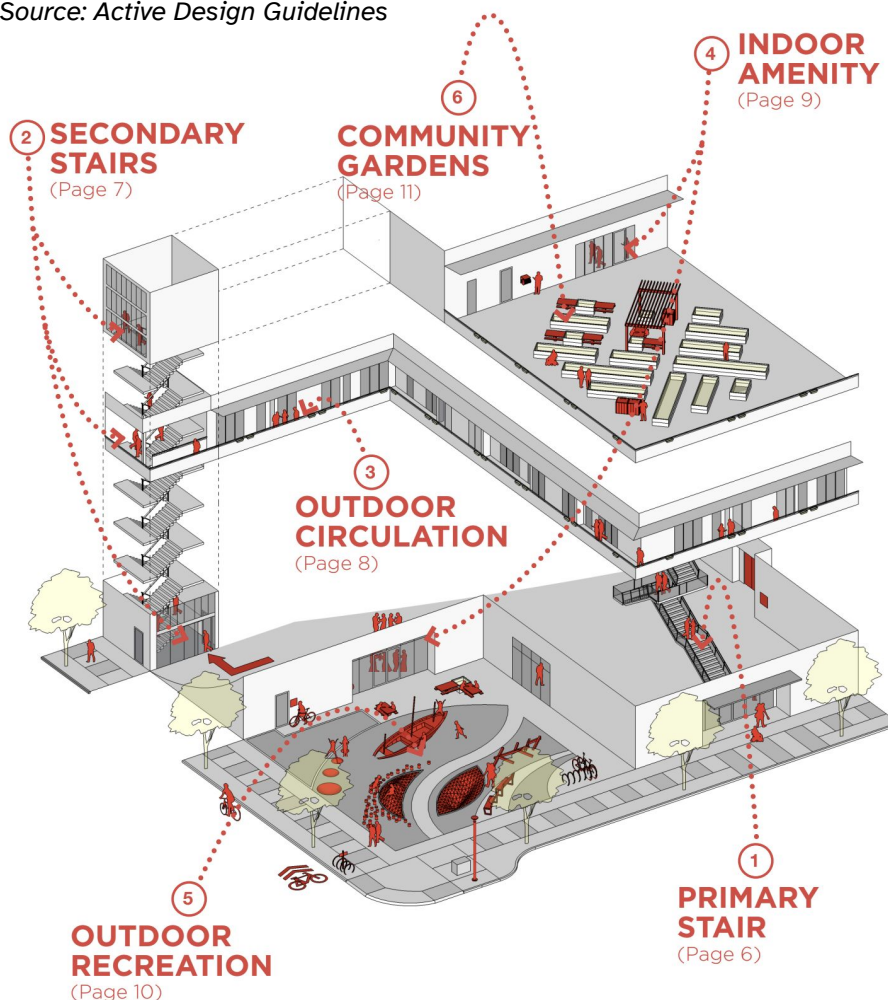 Source: Active Design Guidelines
4
INDOOR
AMENITY
(Page 9)
6
COMMUNITY
GARDENS
(Page 11)
2
SECONDARY
STAIRS
(Page 7)
3
OUTDOOR
CIRCULATION
(Page 8)
1
PRIMARY
STAIR
(Page 6)
5
OUTDOOR
RECREATION
(Page 10)